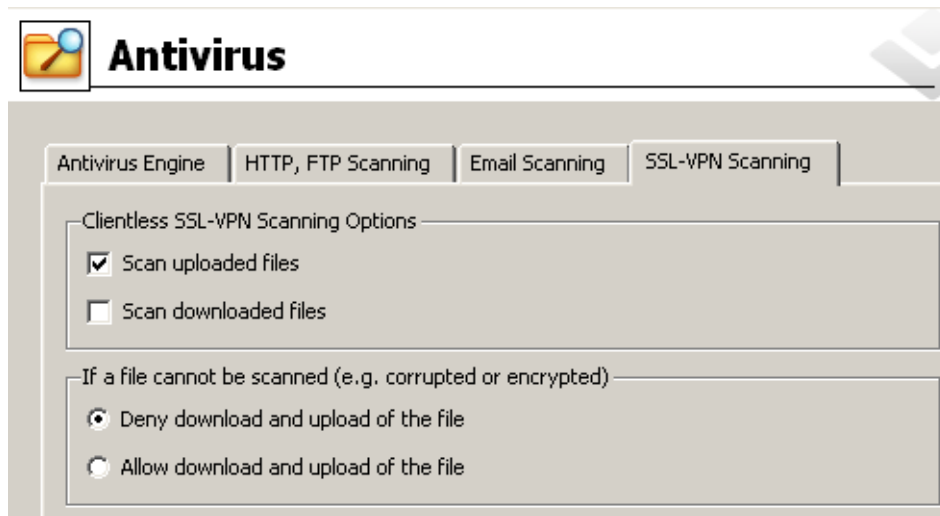 Antivirus
Antivirus Engine HTTP, FTP Scanning Email Scanning SSL-VPN Scanning
Clientless SSL-VPN Scanning Options
Scan uploaded files
Scan downloaded files
If a file cannot be scanned (e.g. corrupted or encrypted)
Deny download and upload of the file
Allow download and upload of the file